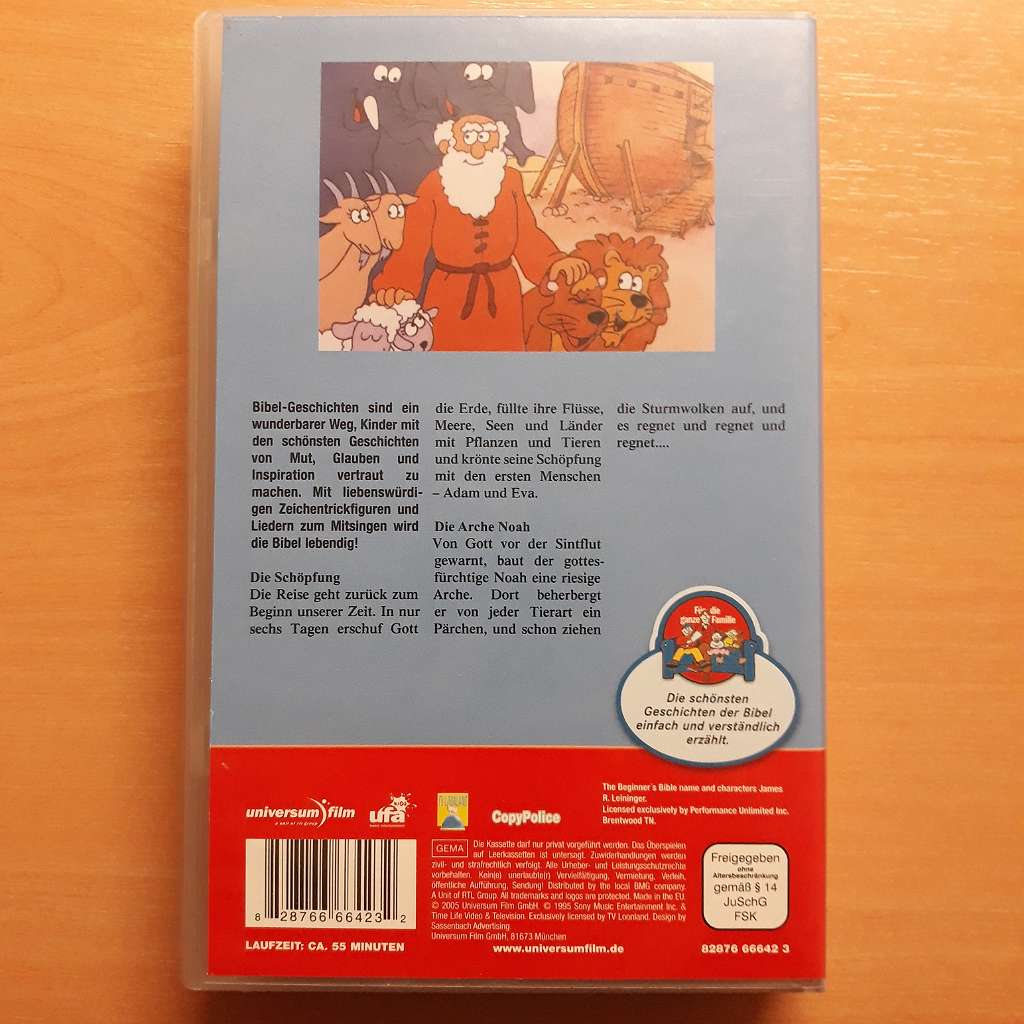 Bibel-Geschichten sind ein
wunderbarer Weg, Kinder mit
den schönsten Geschichten
von Mut, Glauben und
Inspiration vertraut zu
machen. Mit liebenswürdi-
gen Zeichentrickfiguren und
Liedern zum Mitsingen wird
die Bibel lebendig!
Die Schöpfung
Die Reise geht zurück zum
Beginn unserer Zeit. In nur
sechs Tagen erschuf Gott
die Erde, füllte ihre Flüsse,
Meere, Seen und Länder
mit Pflanzen und Tieren
und krönte seine Schöpfung
mit den ersten Menschen
– Adam und Eva.
Die Arche Noah
Von Gott vor der Sintflut
gewarnt, baut der gottes-
fürchtige Noah eine riesige
Arche. Dort beherbergt
er von jeder Tierart ein
Pärchen, und schon ziehen
die Sturmwolken auf, und
es regnet und regnet und
regnet....
Für die
ganze Familie
Die schönsten
Geschichten der Bibel
einfach und verständlich
erzählt.
universum film
ufa
KIDS
CopyPolice
The Beginner's Bible name and characters James
R. Leininger.
Licensed exclusively by Performance Unlimited Inc.
Brentwood TN.
GEMA
Die Kassette darf nur privat vorgeführt werden. Das Überspielen
auf Leerkassetten ist untersagt. Zuwiderhandlungen werden
zivil- und strafrechtlich verfolgt. Alle Urheber- und Leistungsschutzrechte
vorbehalten. Kein(e) unerlaubte(r) Vervielfältigung, Vermietung, Verleih,
öffentliche Aufführung, Sendung! Distributed by the local BMG company.
A Unit of RTL Group. All trademarks and logos are protected. Made in the EU.
© 2005 Universum Film GmbH. © 1995 Sony Music Entertainment Inc. &
Time Life Video & Television. Exclusively licensed by TV Loonland. Design by
Sassenbach Advertising
Universum Film GmbH, 81673 München
Freigegeben
ohne
Altersbeschränkung
gemäß § 14
JuSchG
FSK
8 28766 66423 2
LAUFZEIT: CA. 55 MINUTEN
www.universumfilm.de
82876 66642 3